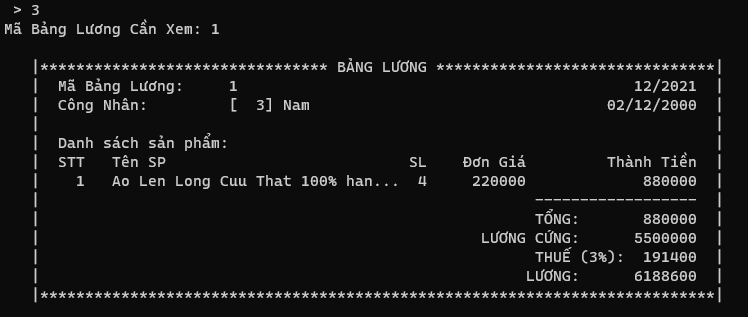 > 3
Mã Bảng Lương Cần Xem: 1
|******************************** BẢNG LƯƠNG *******************************|
| Mã Bảng Lương: 1 12/2021 |
| Công Nhân: [ 3] Nam 02/12/2000 |
| |
| Danh sách sản phẩm: |
| STT Tên SP SL Đơn Giá Thành Tiền |
| 1 Ao Len Long Cuu That 100% han... 4 220000 880000 |
| ------------------ |
| TỔNG: 880000 |
| LƯƠNG CỨNG: 5500000 |
| THUẾ (3%): 191400 |
| LƯƠNG: 6188600 |
|***************************************************************************|